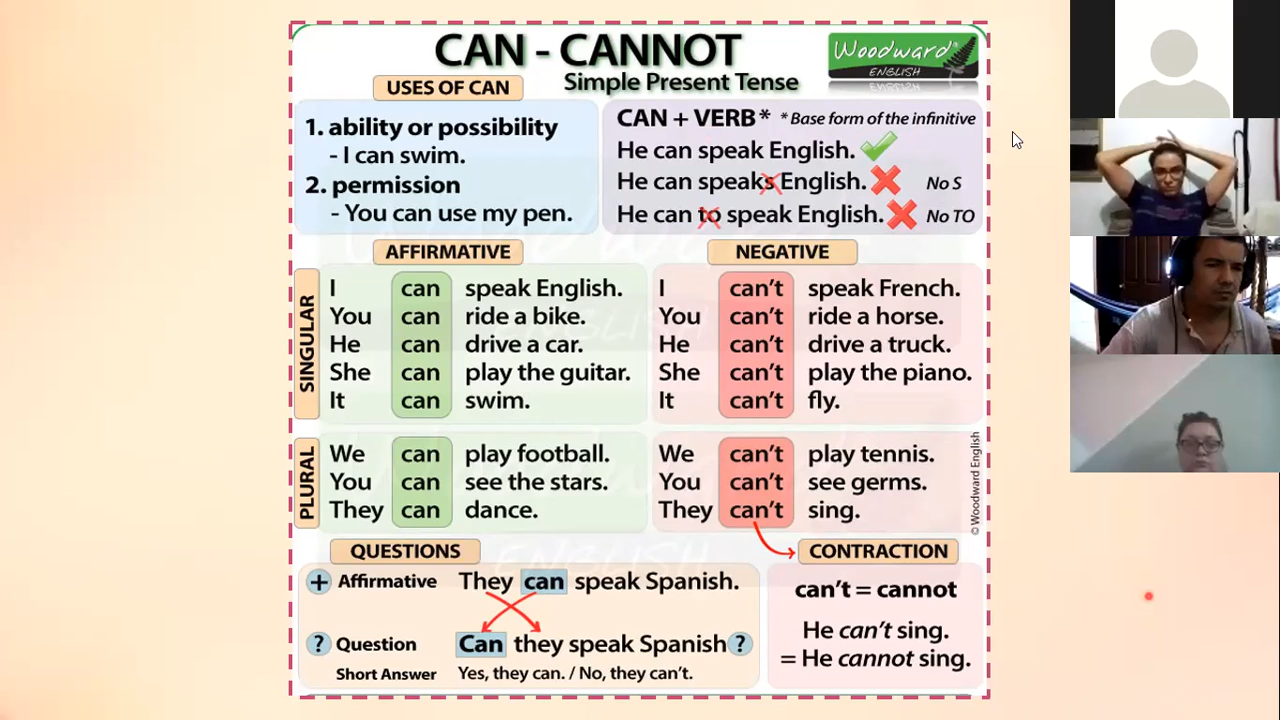 CAN - CANNOT
Simple Present Tense
Woodward
ENGLISH
USES OF CAN
1. ability or possibility
- I can swim.
2. permission
- You can use my pen.
CAN + VERB* * Base form of the infinitive
He can speak English.
He can speaks English. No S
He can to speak English. No TO
AFFIRMATIVE
SINGULAR
I can speak English.
You can ride a bike.
He can drive a car.
She can play the guitar.
It can swim.
PLURAL
We can play football.
You can see the stars.
They can dance.
NEGATIVE
I can't speak French.
You can't ride a horse.
He can't drive a truck.
She can't play the piano.
It can't fly.
We can't play tennis.
You can't see germs.
They can't sing.
© Woodward English
QUESTIONS
+ Affirmative They can speak Spanish.
? Question Can they speak Spanish?
Short Answer Yes, they can. / No, they can't.
CONTRACTION
can't = cannot
He can't sing.
= He cannot sing.